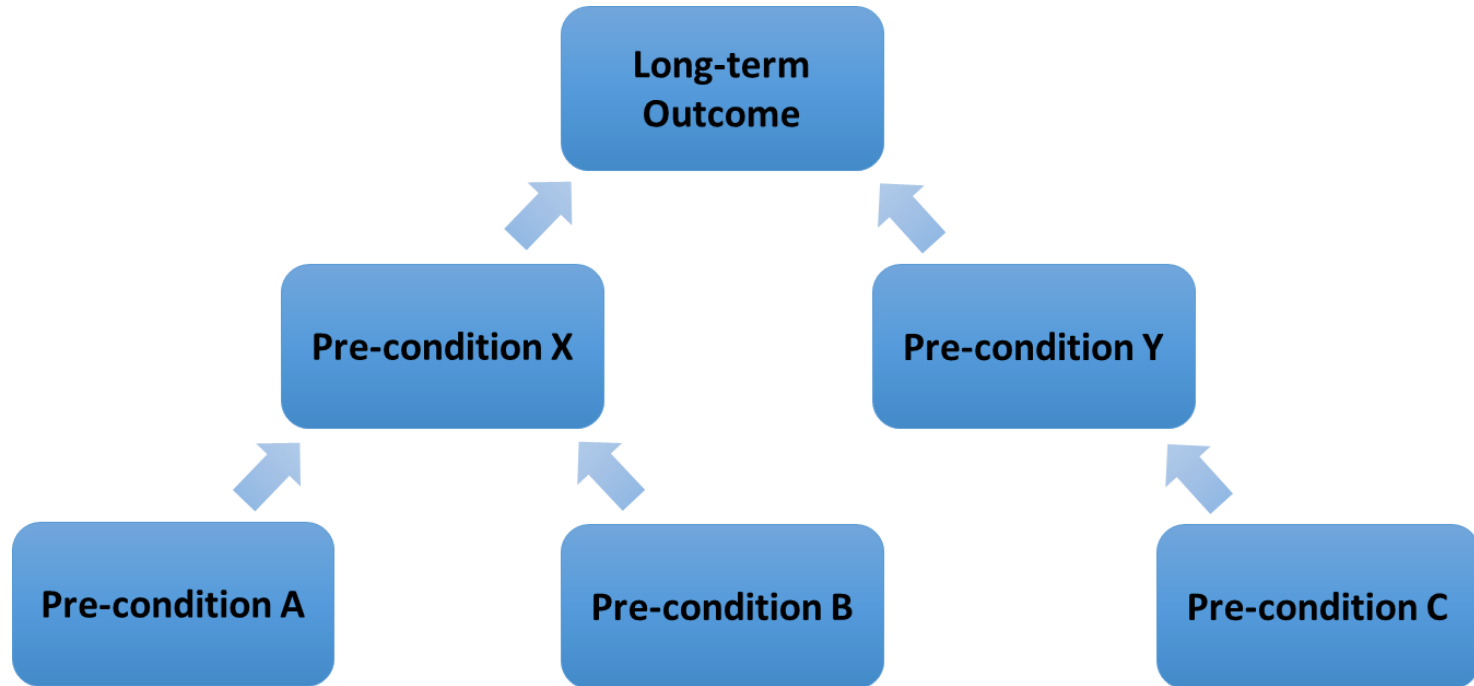 Long-term
Outcome
Pre-condition X
Pre-condition Y
Pre-condition A
Pre-condition B
Pre-condition C